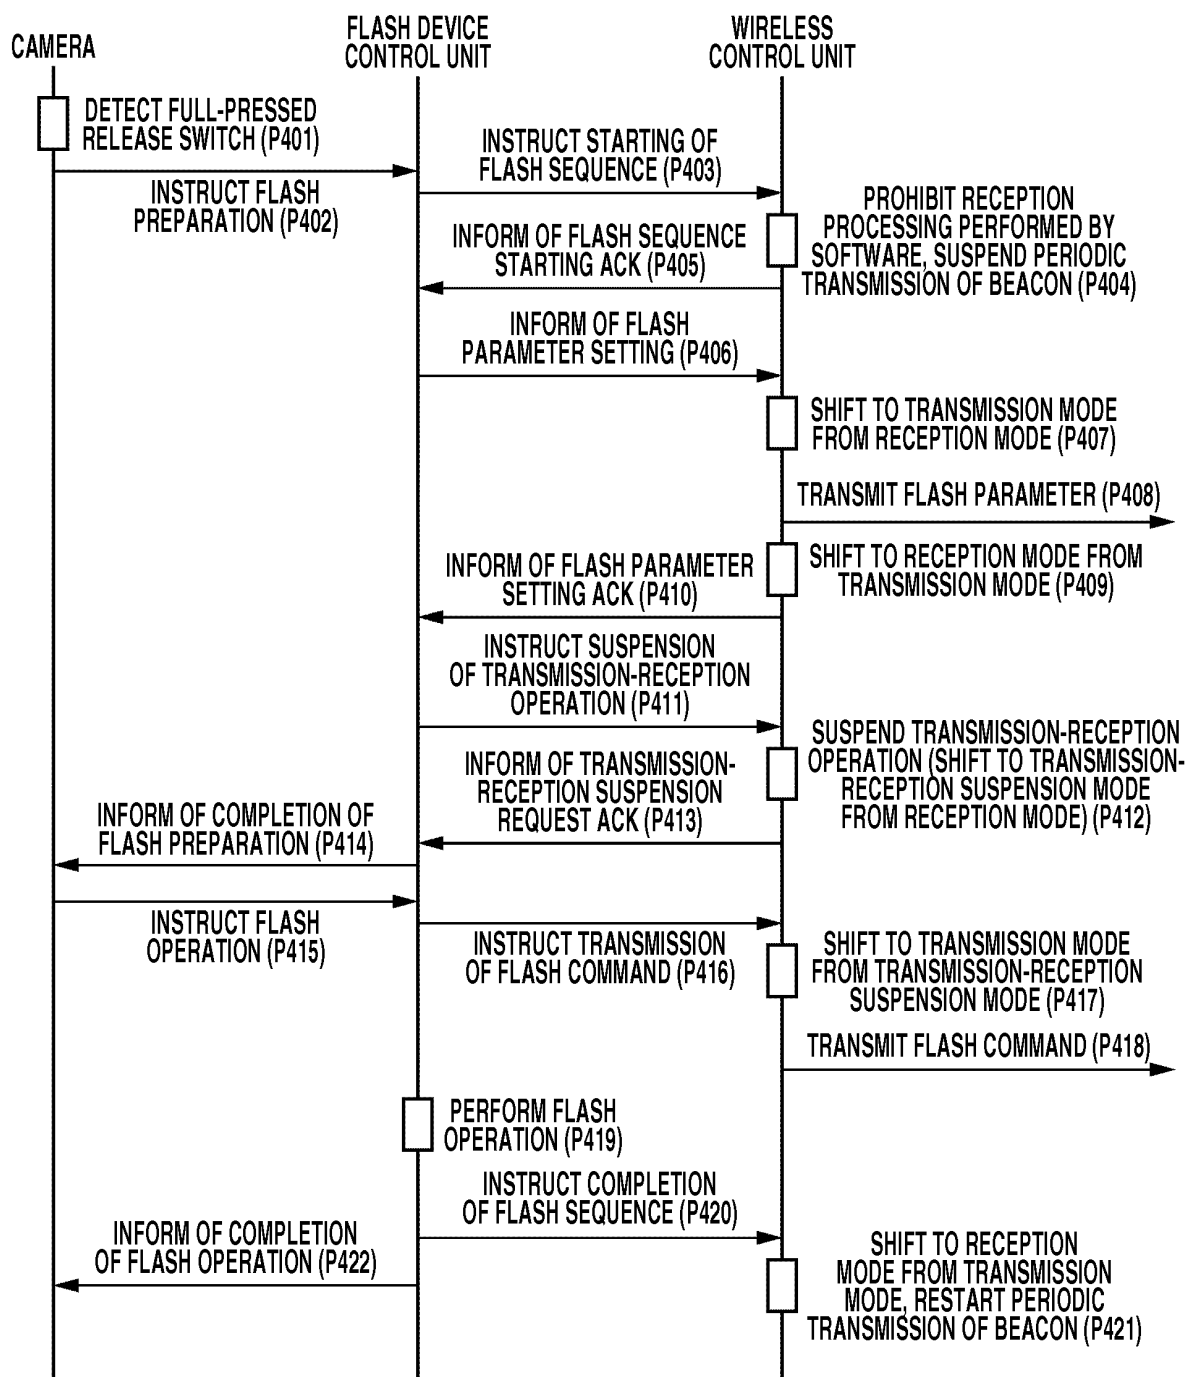 CAMERA
FLASH DEVICE
CONTROL UNIT
WIRELESS
CONTROL UNIT
DETECT FULL-PRESSED
RELEASE SWITCH (P401)
INSTRUCT FLASH
PREPARATION (P402)
INSTRUCT STARTING OF
FLASH SEQUENCE (P403)
PROHIBIT RECEPTION
PROCESSING PERFORMED BY
SOFTWARE, SUSPEND PERIODIC
TRANSMISSION OF BEACON (P404)
INFORM OF FLASH SEQUENCE
STARTING ACK (P405)
INFORM OF FLASH
PARAMETER SETTING (P406)
SHIFT TO TRANSMISSION MODE
FROM RECEPTION MODE (P407)
TRANSMIT FLASH PARAMETER (P408)
SHIFT TO RECEPTION MODE FROM
TRANSMISSION MODE (P409)
INFORM OF FLASH PARAMETER
SETTING ACK (P410)
INSTRUCT SUSPENSION
OF TRANSMISSION-RECEPTION
OPERATION (P411)
SUSPEND TRANSMISSION-RECEPTION
OPERATION (SHIFT TO TRANSMISSION-
RECEPTION SUSPENSION MODE
FROM RECEPTION MODE) (P412)
INFORM OF TRANSMISSION-
RECEPTION SUSPENSION
REQUEST ACK (P413)
INFORM OF COMPLETION OF
FLASH PREPARATION (P414)
INSTRUCT FLASH
OPERATION (P415)
INSTRUCT TRANSMISSION
OF FLASH COMMAND (P416)
SHIFT TO TRANSMISSION MODE
FROM TRANSMISSION-RECEPTION
SUSPENSION MODE (P417)
TRANSMIT FLASH COMMAND (P418)
PERFORM FLASH
OPERATION (P419)
INSTRUCT COMPLETION
OF FLASH SEQUENCE (P420)
SHIFT TO RECEPTION
MODE FROM TRANSMISSION
MODE, RESTART PERIODIC
TRANSMISSION OF BEACON (P421)
INFORM OF COMPLETION
OF FLASH OPERATION (P422)